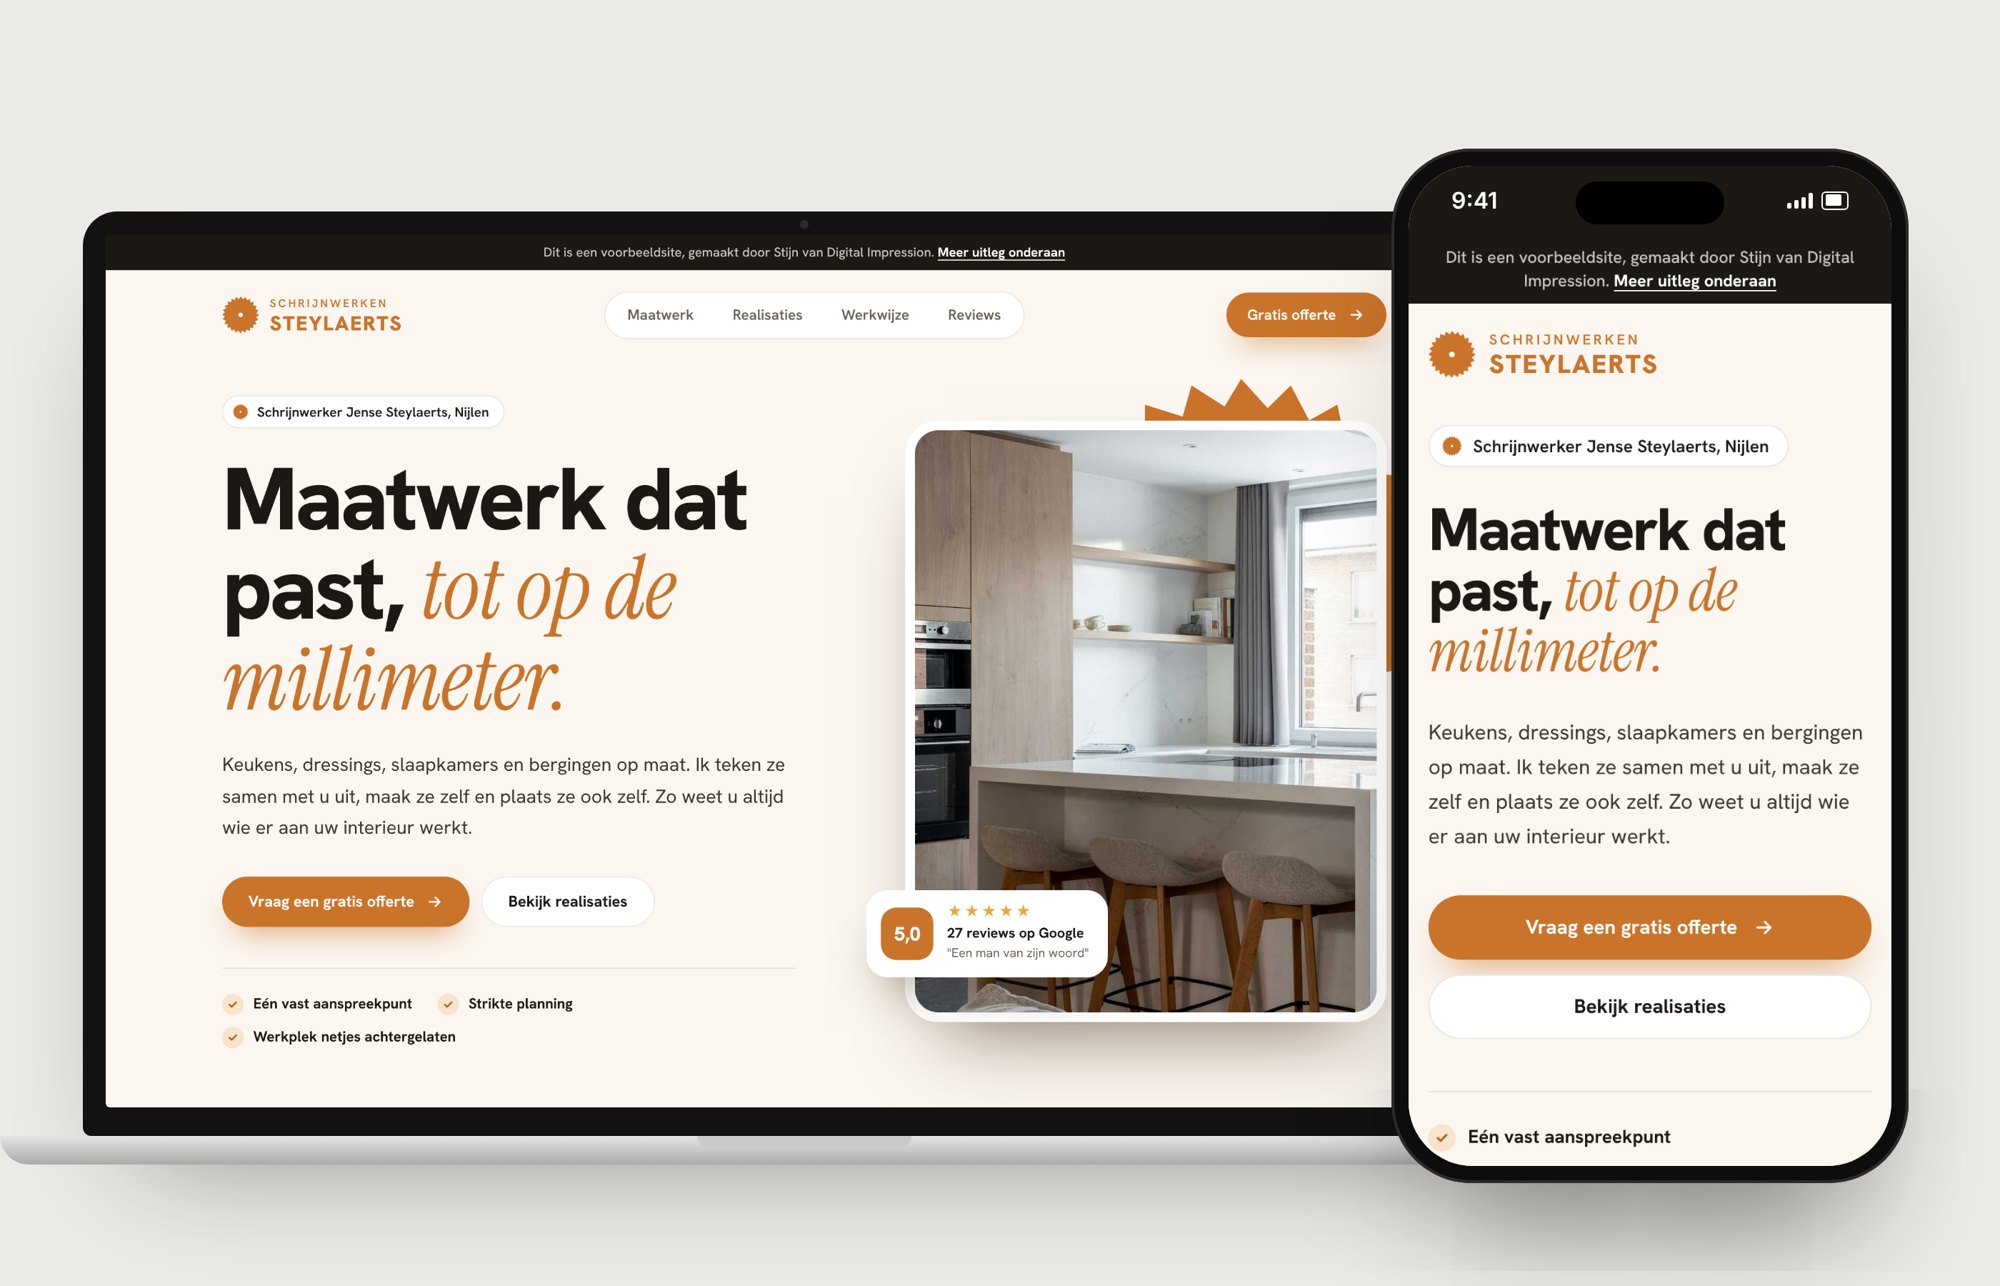 Dit is een voorbeeldsite, gemaakt door Stijn van Digital Impression. Meer uitleg onderaan
SCHRIJNWERKEN
STEYLAERTS
Maatwerk
Realisaties
Werkwijze
Reviews
Gratis offerte
Schrijnwerker Jense Steylaerts, Nijlen
Maatwerk dat
past, tot op de
millimeter.
Keukens, dressings, slaapkamers en bergingen op maat. Ik teken ze
samen met u uit, maak ze zelf en plaats ze ook zelf. Zo weet u altijd
wie er aan uw interieur werkt.
Vraag een gratis offerte
Bekijk realisaties
Eén vast aanspreekpunt
Strikte planning
Werkplek netjes achtergelaten
5,0
27 reviews op Google
"Een man van zijn woord"
9:41
Dit is een voorbeeldsite, gemaakt door Stijn van Digital
Impression. Meer uitleg onderaan
SCHRIJNWERKEN
STEYLAERTS
Schrijnwerker Jense Steylaerts, Nijlen
Maatwerk dat
past, tot op de
millimeter.
Keukens, dressings, slaapkamers en bergingen
op maat. Ik teken ze samen met u uit, maak ze
zelf en plaats ze ook zelf. Zo weet u altijd wie
er aan uw interieur werkt.
Vraag een gratis offerte
Bekijk realisaties
Eén vast aanspreekpunt